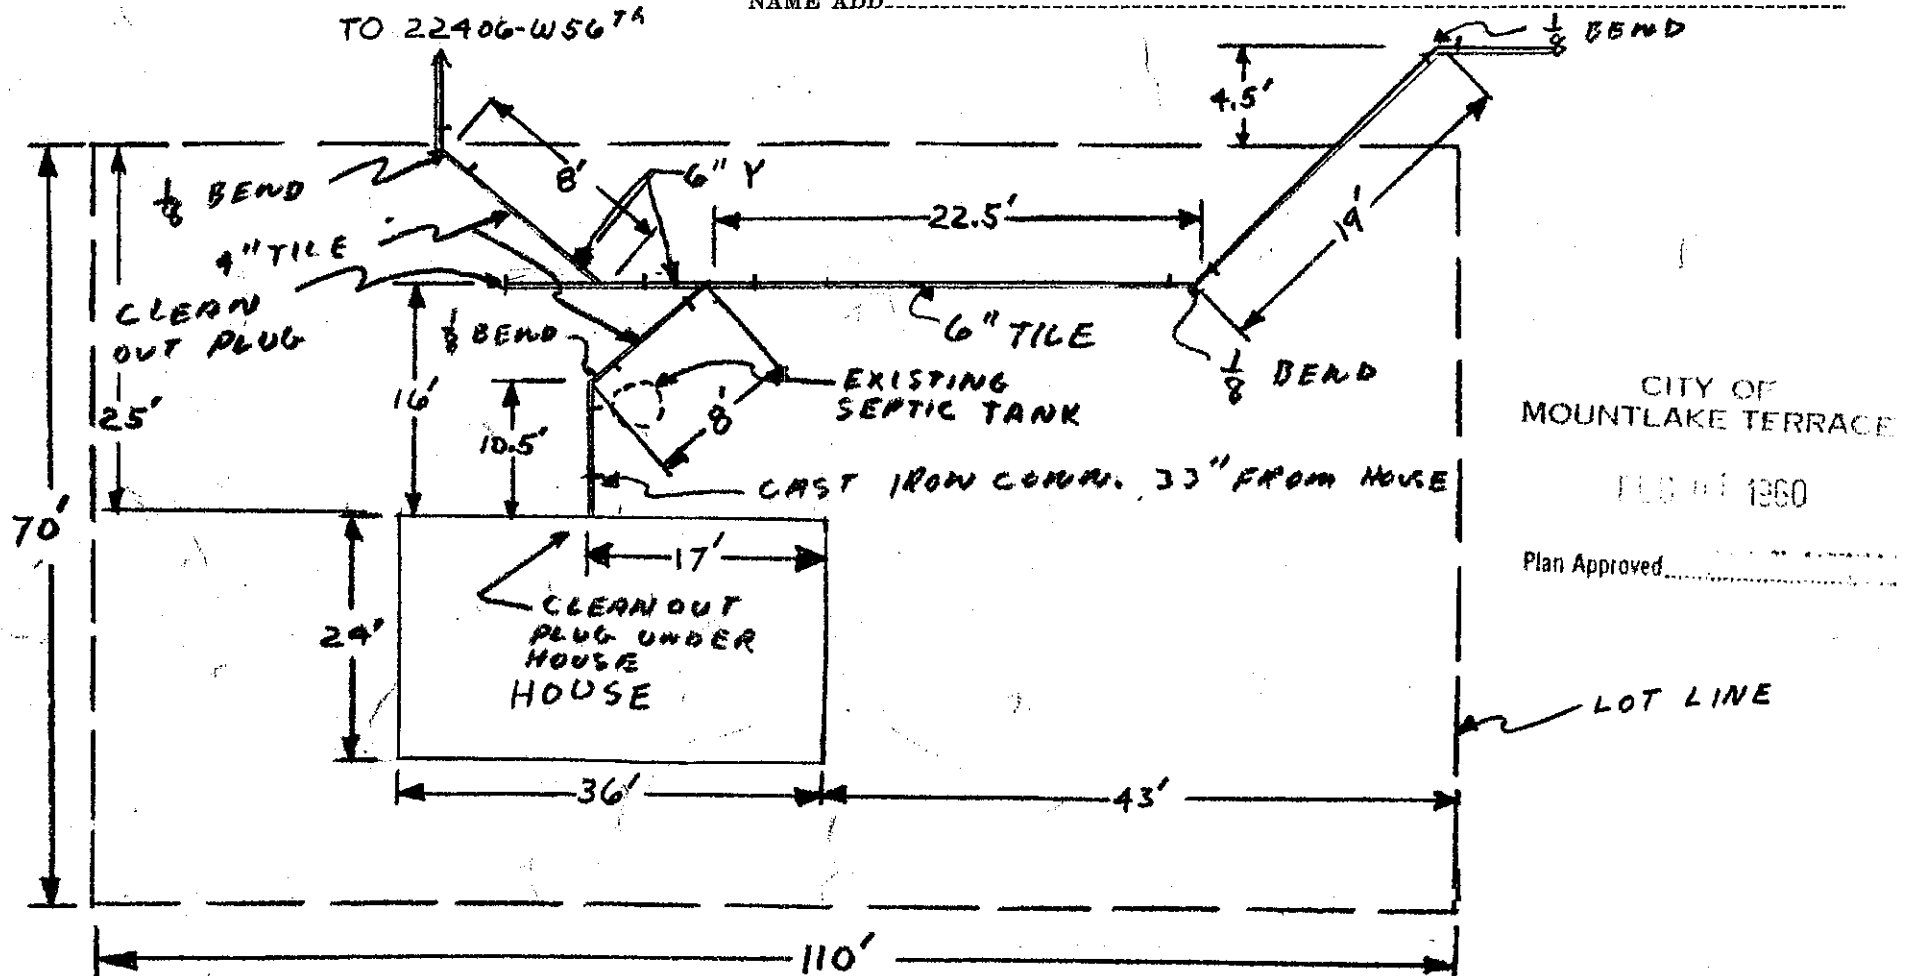 NAME ADD
TO 22406-W56TH
1/8 BEND
4.5'
8'
6" Y
1/8 BEND
22.5'
19'
4" TILE
CLEAN
OUT PLUG
1/8 BEND
6" TILE
1/8 BEND
EXISTING
SEPTIC TANK
25'
16'
10.5'
8'
CITY OF
MOUNTLAKE TERRACE
CAST IRON CONN. 33" FROM HOUSE
1960
70'
17'
Plan Approved
24'
CLEAN OUT
PLUG UNDER
HOUSE
HOUSE
LOT LINE
36'
43'
110'